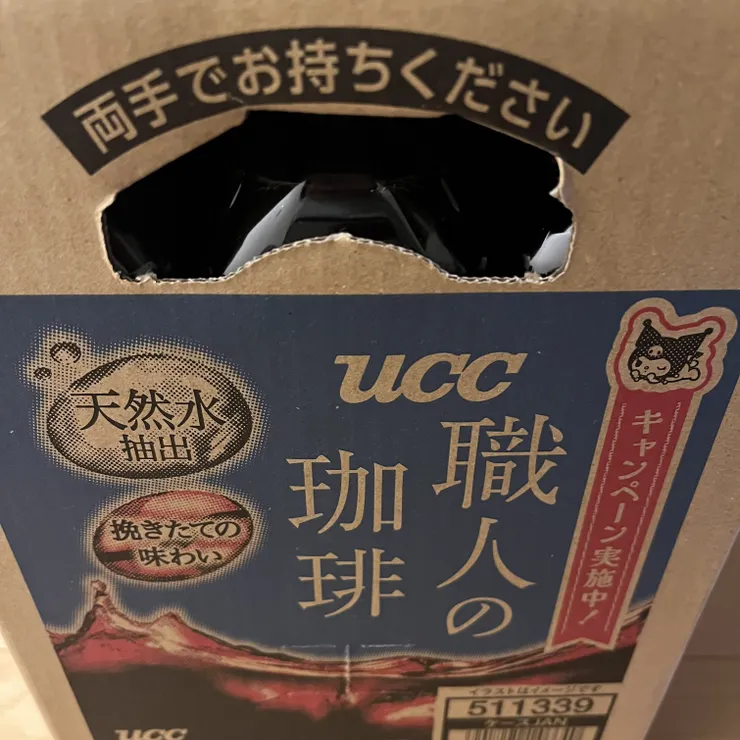 両手でお持ちください
天然水
抽出
挽きたての
味わい
UCC
職人の
珈琲
キャンペーン実施中!
UCC
イラストはイメージです
511339
ケースJAN